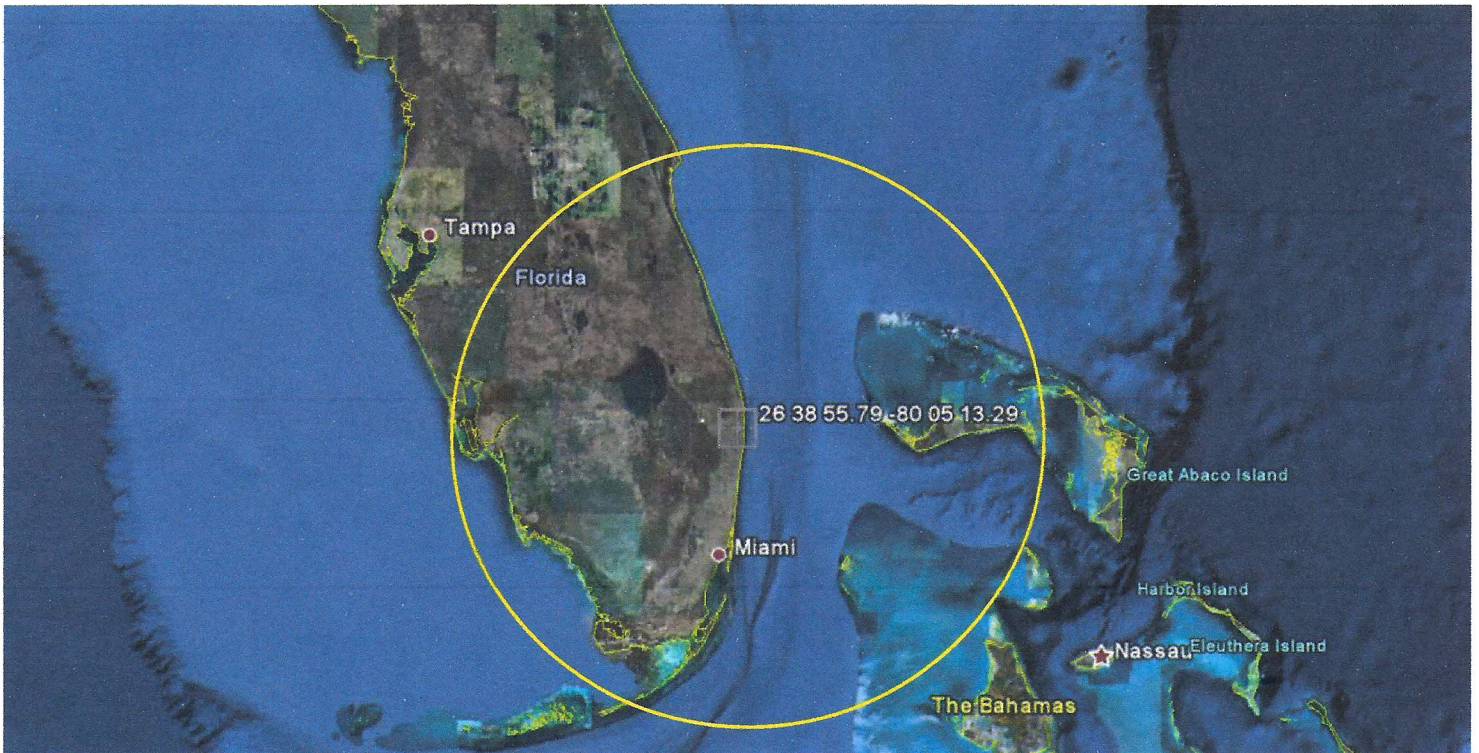 Tampa
Florida
26 38 55.79 -80 05 13.29
Great Abaco Island
Miami
Harbor Island
Nassau
Eleuthera Island
The Bahamas